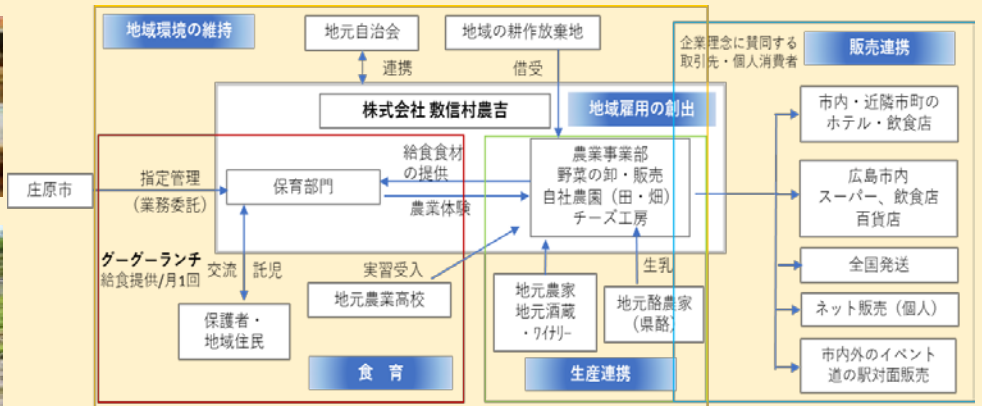 地域環境の維持
地元自治会
地域の耕作放棄地
企業理念に賛同する
取引先・個人消費者
販売連携
連携
借受
株式会社 敷信村農吉
地域雇用の創出
市内・近隣市町の
ホテル・飲食店
庄原市
指定管理
(業務委託)
保育部門
給食食材
の提供
農業体験
農業事業部
野菜の卸・販売
自社農園（田・畑）
チーズ工房
広島市内
スーパー、飲食店
百貨店
グーグーランチ
給食提供/月1回
交流
託児
実習受入
生乳
全国発送
地元農業高校
保護者・
地域住民
地元農家
地元酒蔵
・ワイナリー
地元酪農家
（県酪）
ネット販売（個人）
食 育
生産連携
市内外のイベント
道の駅対面販売